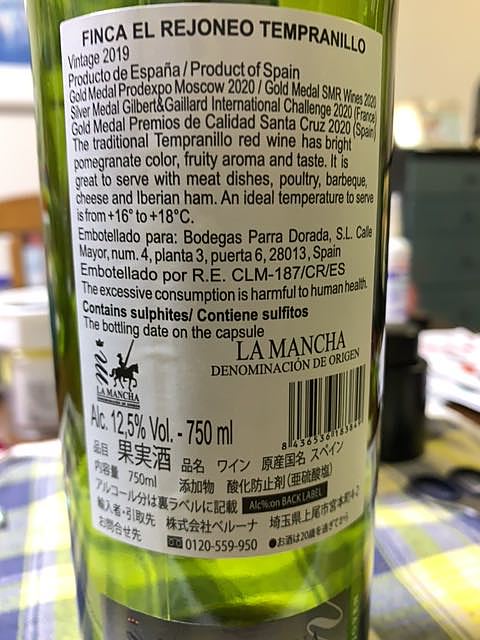 FINCA EL REJONEO TEMPRANILLO
Vintage 2019
Producto de España / Product of Spain
Gold Medal Prodexpo Moscow 2020 / Gold Medal SMR Wines 2020
Silver Medal Gilbert&Gaillard International Challenge 2020 (France)
Gold Medal Premios de Calidad Santa Cruz 2020 (Spain)
The traditional Tempranillo red wine has bright
pomegranate color, fruity aroma and taste. It is
great to serve with meat dishes, poultry, barbeque,
cheese and Iberian ham. An ideal temperature to serve
is from +16° to +18°C.
Embotellado para: Bodegas Parra Dorada, S.L. Calle
Mayor, num. 4, planta 3, puerta 6, 28013, Spain
Embotellado por R.E. CLM-187/CR/ES
The excessive consumption is harmful to human health.
Contains sulphites/ Contiene sulfitos
The bottling date on the capsule
LA MANCHA
DENOMINACIÓN DE ORIGEN
m
LA MANCHA
Alc. 12,5% Vol. - 750 ml
品目 果実酒 品名 ワイン 原産国名 スペイン
内容量 750ml 添加物 酸化防止剤(亜硫酸塩)
アルコール分は裏ラベルに記載 Alc%:on BACK LABEL
輸入者・引取先 株式会社ベルーナ 埼玉県上尾市宮本町4-2
お問合せ先 0120-559-950 ●お酒は20歳を過ぎてから